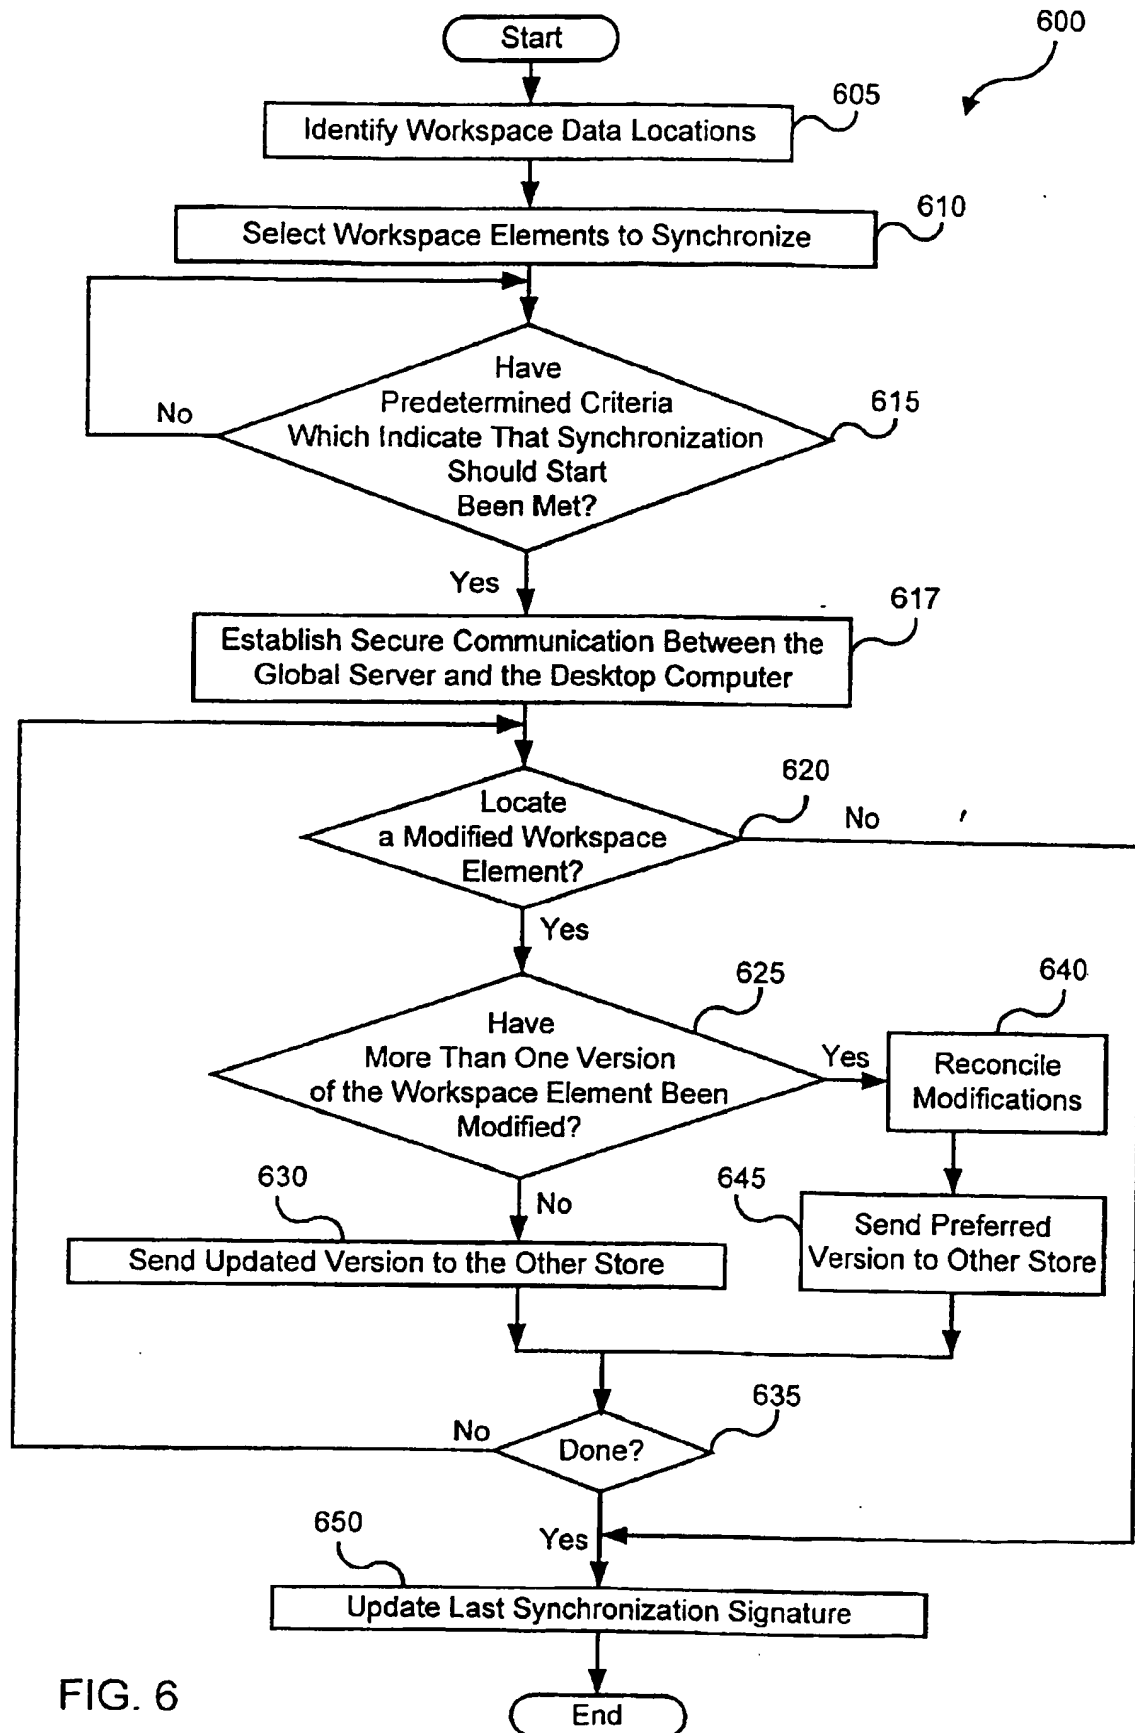 Start
600
605
Identify Workspace Data Locations
610
Select Workspace Elements to Synchronize
Have
Predetermined Criteria
Which Indicate That Synchronization
Should Start
Been Met?
No
615
Yes
617
Establish Secure Communication Between the
Global Server and the Desktop Computer
620
Locate
a Modified Workspace
Element?
No
Yes
625
Have
More Than One Version
of the Workspace Element Been
Modified?
Yes
640
Reconcile
Modifications
630
No
645
Send Updated Version to the Other Store
Send Preferred
Version to Other Store
635
No
Done?
650
Yes
Update Last Synchronization Signature
FIG. 6
End